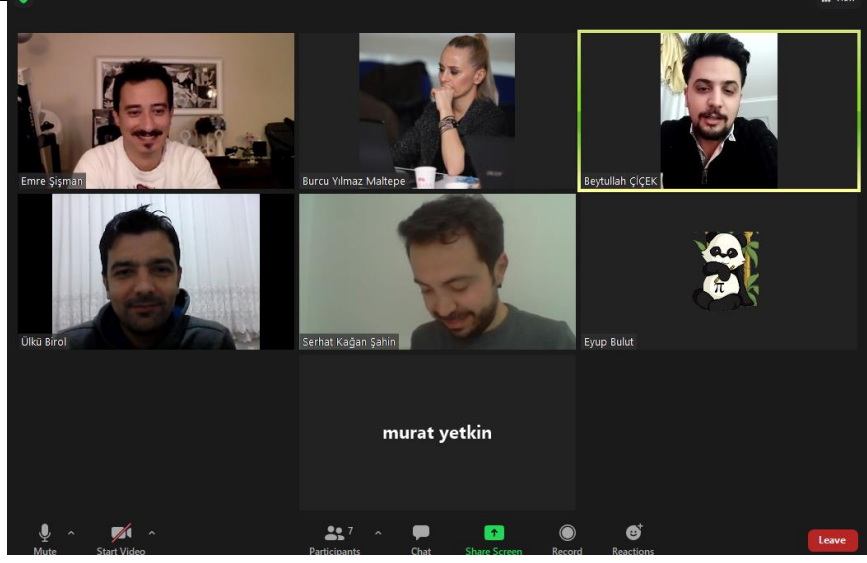 View
Emre Şişman
Burcu Yılmaz Maltepe
Beytullah ÇİÇEK
Ülkü Birol
Serhat Kağan Şahin
Eyup Bulut
π
murat yetkin
7
Mute
Start Video
Participants
Chat
Share Screen
Record
Reactions
Leave